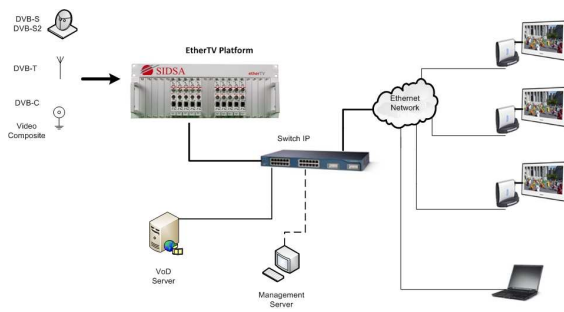 DVB-S
DVB-S2
EtherTV Platform
SIDSA
DVB-T
DVB-C
Video
Composite
Ethernet
Network
Switch IP
VoD
Server
Management
Server